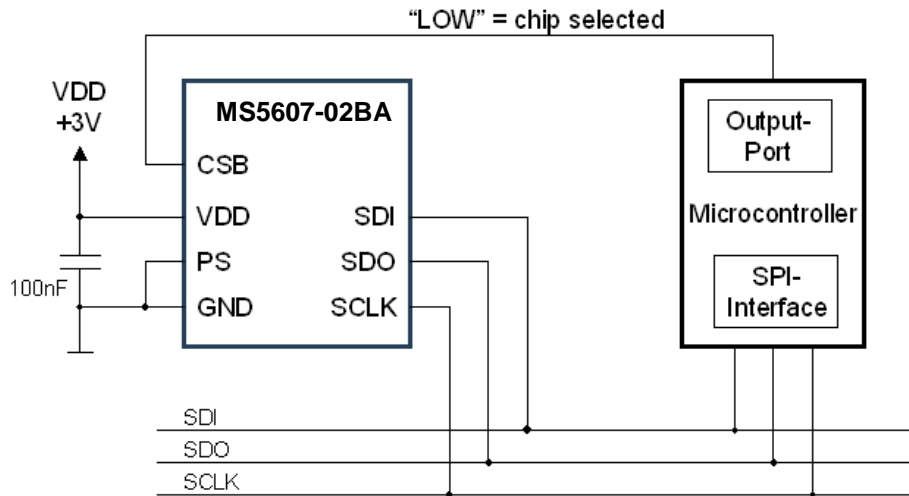 “LOW” = chip selected
VDD
+3V
100nF
MS5607-02BA
CSB
VDD
PS
GND
SDI
SDO
SCLK
Output-
Port
Microcontroller
SPI-
Interface
SDI
SDO
SCLK